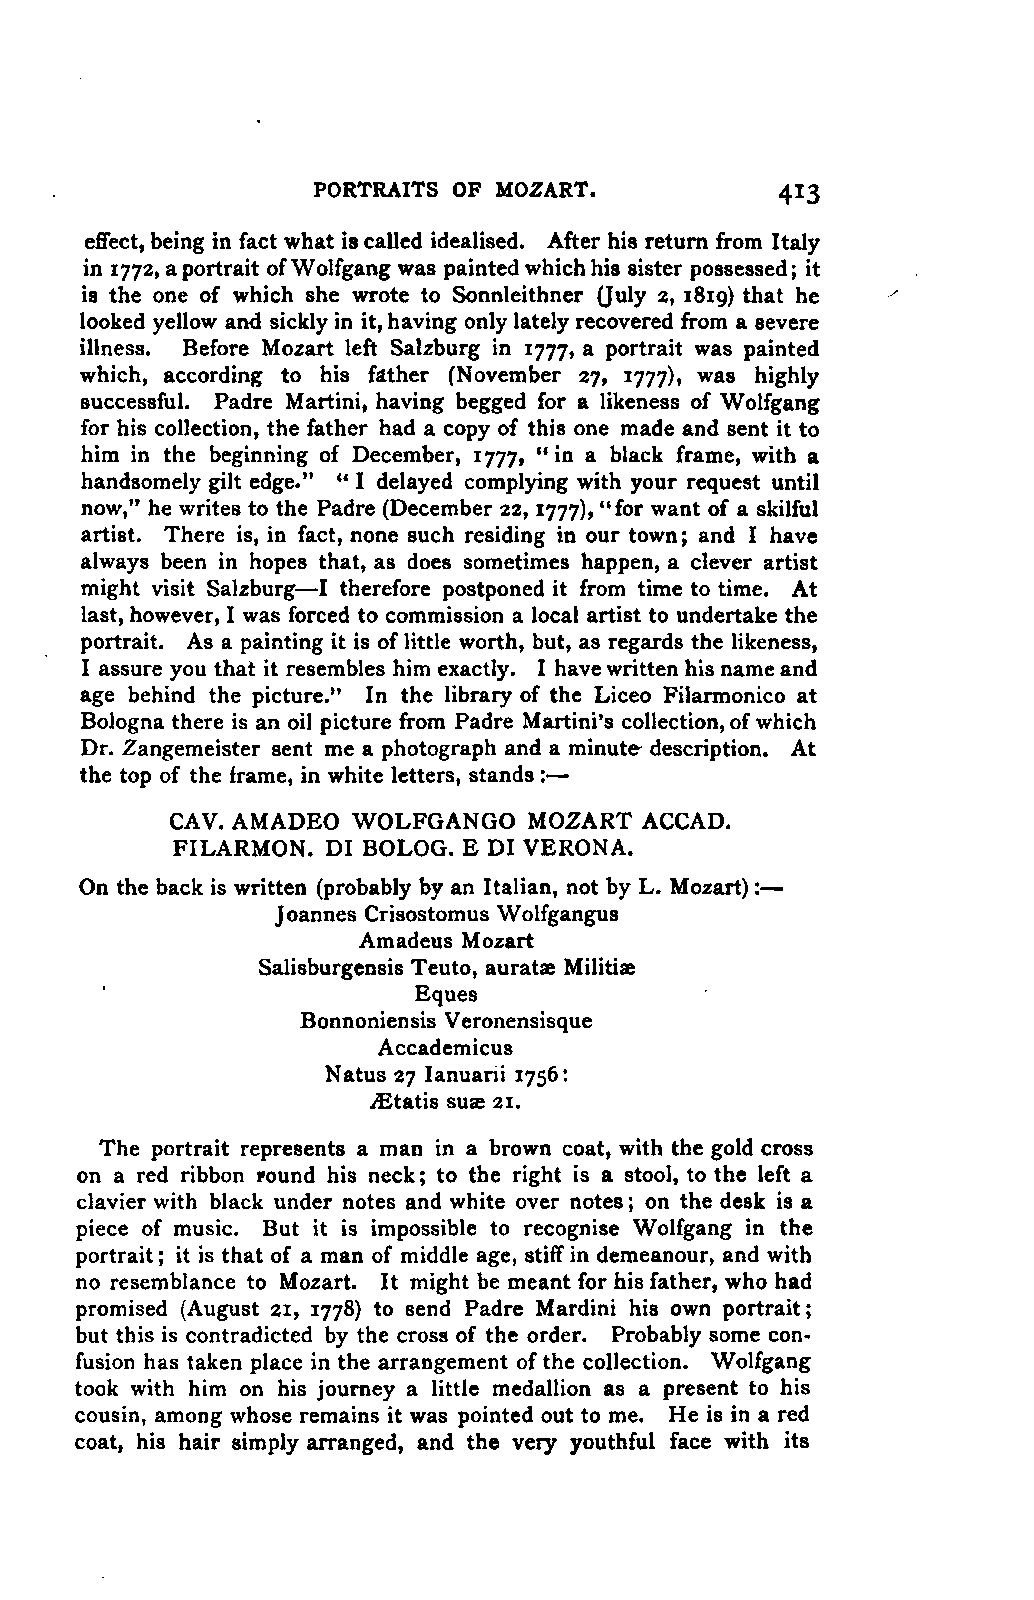 PORTRAITS OF MOZART. 413
effect, being in fact what is called idealised. After his return from Italy
in 1772, a portrait of Wolfgang was painted which his sister possessed; it
is the one of which she wrote to Sonnleithner (July 2, 1819) that he
looked yellow and sickly in it, having only lately recovered from a severe
illness. Before Mozart left Salzburg in 1777, a portrait was painted
which, according to his father (November 27, 1777), was highly
successful. Padre Martini, having begged for a likeness of Wolfgang
for his collection, the father had a copy of this one made and sent it to
him in the beginning of December, 1777, "in a black frame, with a
handsomely gilt edge." "I delayed complying with your request until
now," he writes to the Padre (December 22, 1777), "for want of a skilful
artist. There is, in fact, none such residing in our town; and I have
always been in hopes that, as does sometimes happen, a clever artist
might visit Salzburg—I therefore postponed it from time to time. At
last, however, I was forced to commission a local artist to undertake the
portrait. As a painting it is of little worth, but, as regards the likeness,
I assure you that it resembles him exactly. I have written his name and
age behind the picture." In the library of the Liceo Filarmonico at
Bologna there is an oil picture from Padre Martini's collection, of which
Dr. Zangemeister sent me a photograph and a minute description. At
the top of the frame, in white letters, stands :—
CAV. AMADEO WOLFGANGO MOZART ACCAD.
FILARMON. DI BOLOG. E DI VERONA.
On the back is written (probably by an Italian, not by L. Mozart) :—
Joannes Crisostomus Wolfgangus
Amadeus Mozart
Salisburgensis Teuto, auratæ Militiæ
Eques
Bonnoniensis Veronensisque
Accademicus
Natus 27 Ianuarii 1756:
Ætatis suæ 21.
The portrait represents a man in a brown coat, with the gold cross
on a red ribbon round his neck; to the right is a stool, to the left a
clavier with black under notes and white over notes; on the desk is a
piece of music. But it is impossible to recognise Wolfgang in the
portrait; it is that of a man of middle age, stiff in demeanour, and with
no resemblance to Mozart. It might be meant for his father, who had
promised (August 21, 1778) to send Padre Mardini his own portrait;
but this is contradicted by the cross of the order. Probably some con-
fusion has taken place in the arrangement of the collection. Wolfgang
took with him on his journey a little medallion as a present to his
cousin, among whose remains it was pointed out to me. He is in a red
coat, his hair simply arranged, and the very youthful face with its